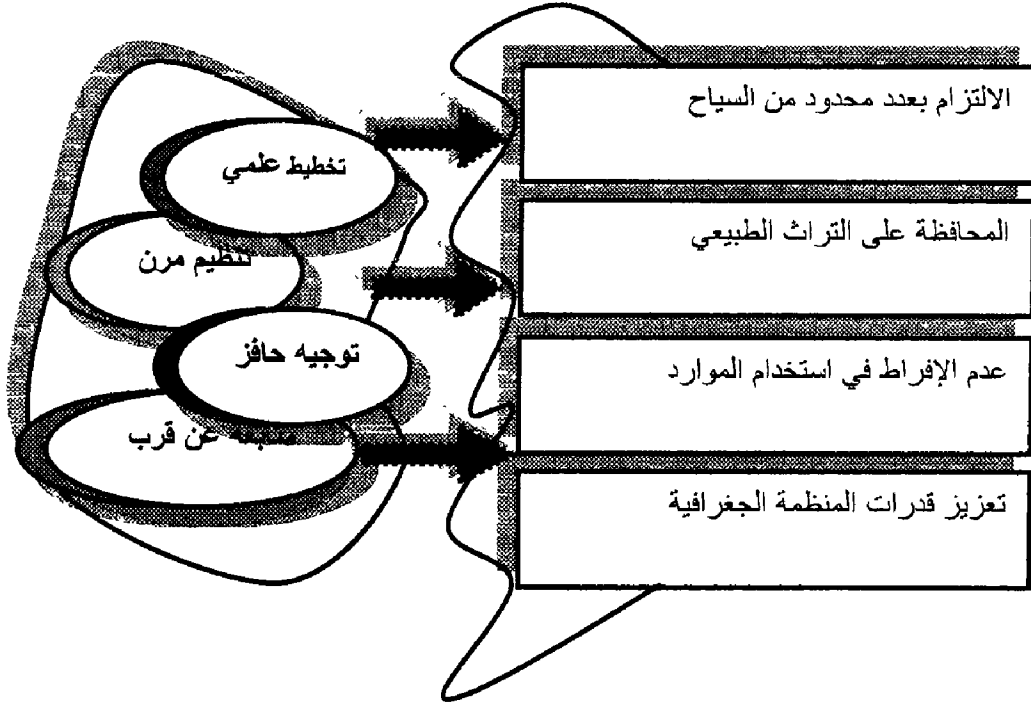 الالتزام بعدد محدود من السياح
المحافظة على التراث الطبيعي
عدم الإفراط في استخدام الموارد
تعزيز قدرات المنظمة الجغرافية
تخطيط علمي
تنظيم مرن
توجيه حافز
عن قرب